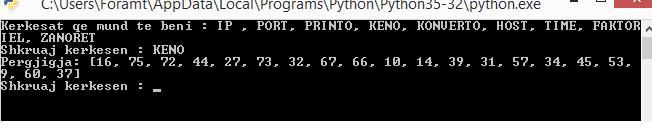 C:\Users\Foramt\AppData\Local\Programs\Python\Python35-32\python.exe
Kerkesat qe mund te beni : IP , PORT, PRINTO, KENO, KONVERTO, HOST, TIME, FAKTOR
IEL, ZANORET
Shkruaj kerkesen : KENO
Pergjigja: [16, 75, 72, 44, 27, 73, 32, 67, 66, 10, 14, 39, 31, 57, 34, 45, 53,
9, 60, 37]
Shkruaj kerkesen : _